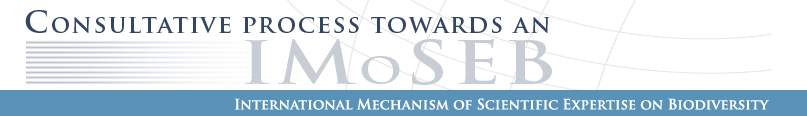 Consultative process towards an
IMoSEB
International Mechanism of Scientific Expertise on Biodiversity